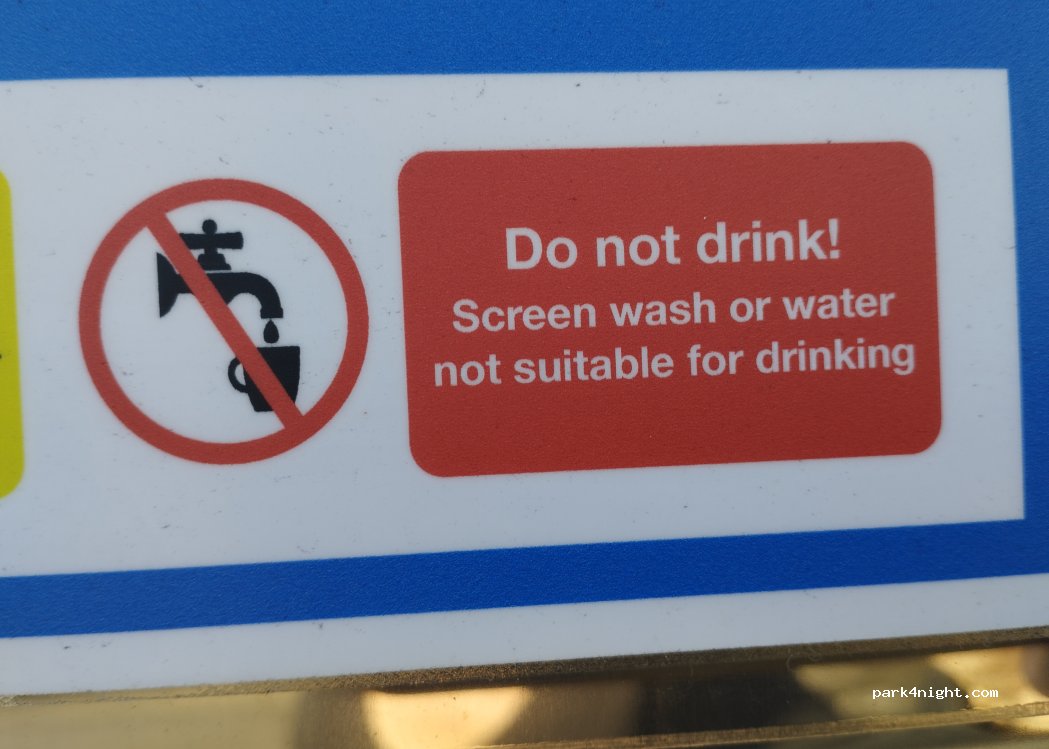 Do not drink!
Screen wash or water
not suitable for drinking
park4night.com